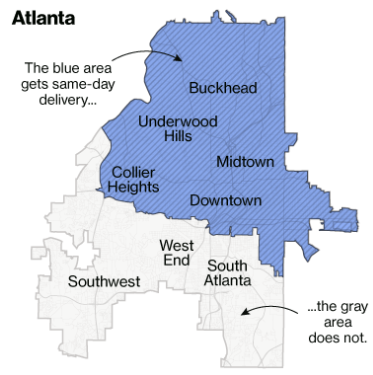 Atlanta
The blue area
gets same-day
delivery...
Buckhead
Underwood
Hills
Midtown
Collier
Heights
Downtown
West
End
South
Atlanta
Southwest
...the gray
area
does not.